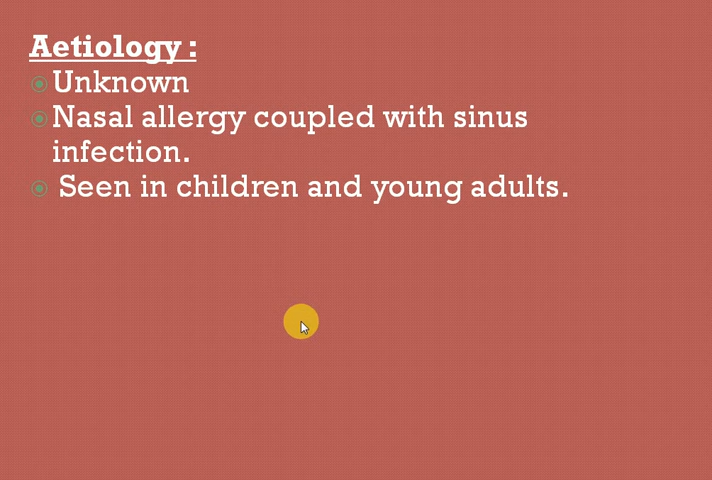 Aetiology :
Unknown
Nasal allergy coupled with sinus
infection.
Seen in children and young adults.